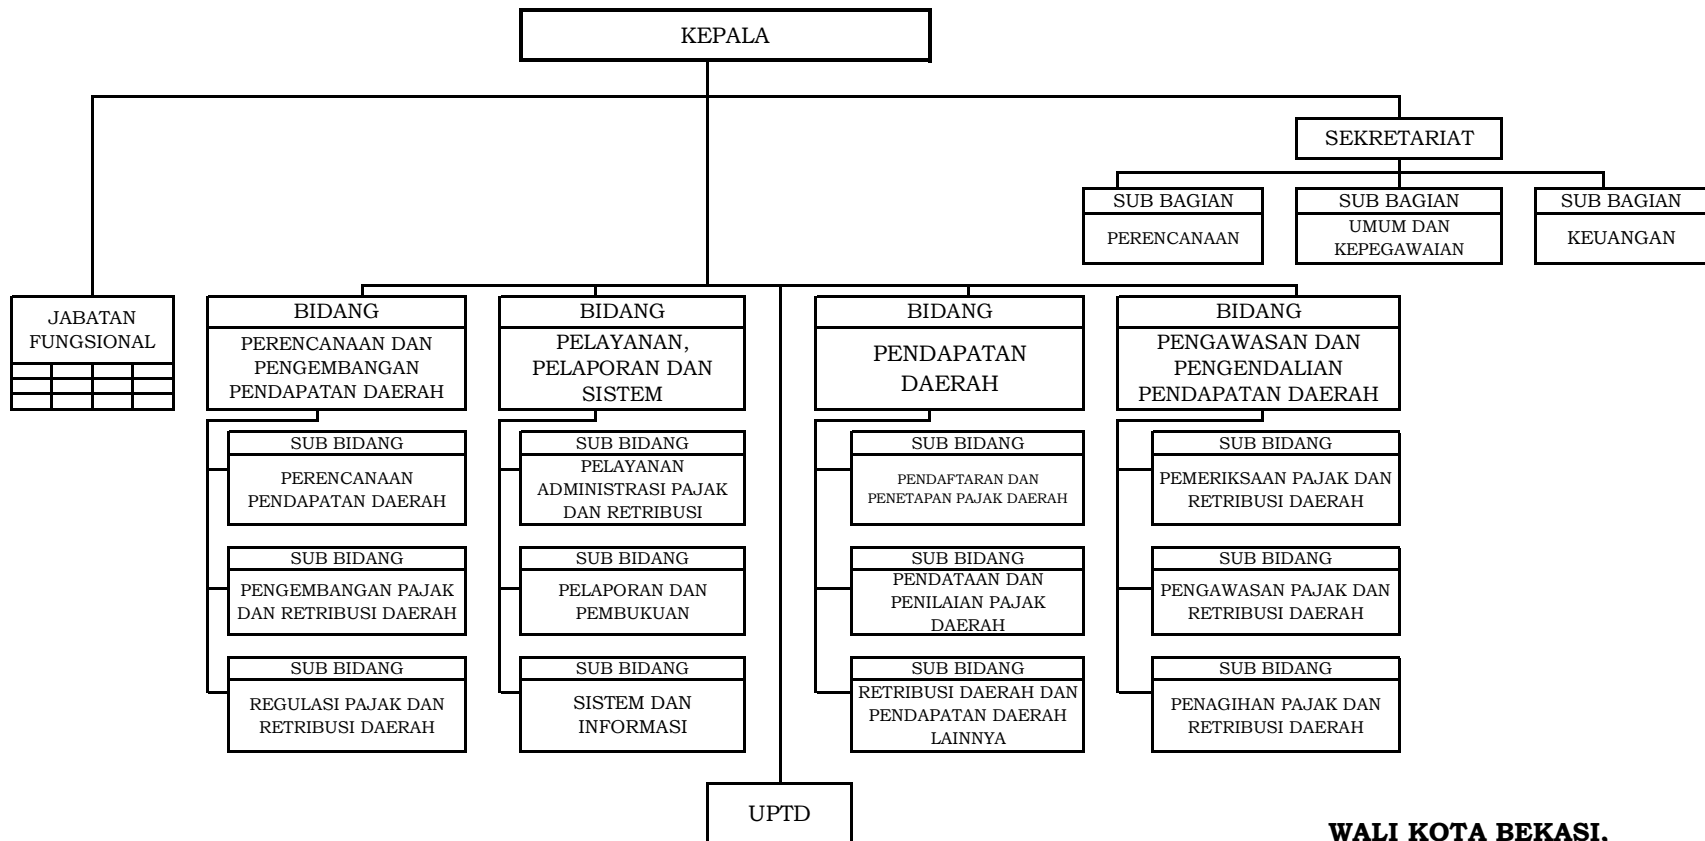 KEPALA
SEKRETARIAT
SUB BAGIAN
PERENCANAAN
SUB BAGIAN
UMUM DAN
KEPEGAWAIAN
SUB BAGIAN
KEUANGAN
JABATAN
FUNGSIONAL
BIDANG
PERENCANAAN DAN
PENGEMBANGAN
PENDAPATAN DAERAH
SUB BIDANG
PERENCANAAN
PENDAPATAN DAERAH
SUB BIDANG
PENGEMBANGAN PAJAK
DAN RETRIBUSI DAERAH
SUB BIDANG
REGULASI PAJAK DAN
RETRIBUSI DAERAH
BIDANG
PELAYANAN,
PELAPORAN DAN
SISTEM
SUB BIDANG
PELAYANAN
ADMINISTRASI PAJAK
DAN RETRIBUSI
SUB BIDANG
PELAPORAN DAN
PEMBUKUAN
SUB BIDANG
SISTEM DAN
INFORMASI
BIDANG
PENDAPATAN
DAERAH
SUB BIDANG
PENDAFTARAN DAN
PENETAPAN PAJAK DAERAH
SUB BIDANG
PENDATAAN DAN
PENILAIAN PAJAK
DAERAH
SUB BIDANG
RETRIBUSI DAERAH DAN
PENDAPATAN DAERAH
LAINNYA
BIDANG
PENGAWASAN DAN
PENGENDALIAN
PENDAPATAN DAERAH
SUB BIDANG
PEMERIKSAAN PAJAK DAN
RETRIBUSI DAERAH
SUB BIDANG
PENGAWASAN PAJAK DAN
RETRIBUSI DAERAH
SUB BIDANG
PENAGIHAN PAJAK DAN
RETRIBUSI DAERAH
UPTD
WALI KOTA BEKASI,